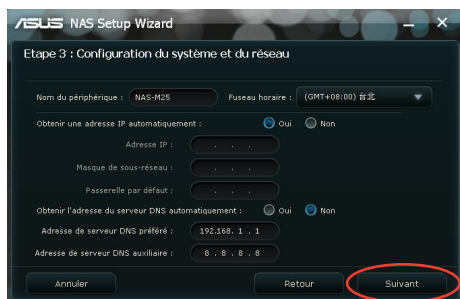 ASUS NAS Setup Wizard
Etape 3 : Configuration du système et du réseau
Nom du périphérique : NAS-M25 Fuseau horaire : (GMT+08:00) 台北
Obtenir une adresse IP automatiquement : Oui Non
Adresse IP : . . .
Masque de sous-réseau : . . .
Passerelle par défaut : . . .
Obtenir l'adresse du serveur DNS automatiquement : Oui Non
Adresse de serveur DNS préféré : 192.168. 1 . 1
Adresse de serveur DNS auxiliaire : 8 . 8 . 8 . 8
Annuler Retour Suivant